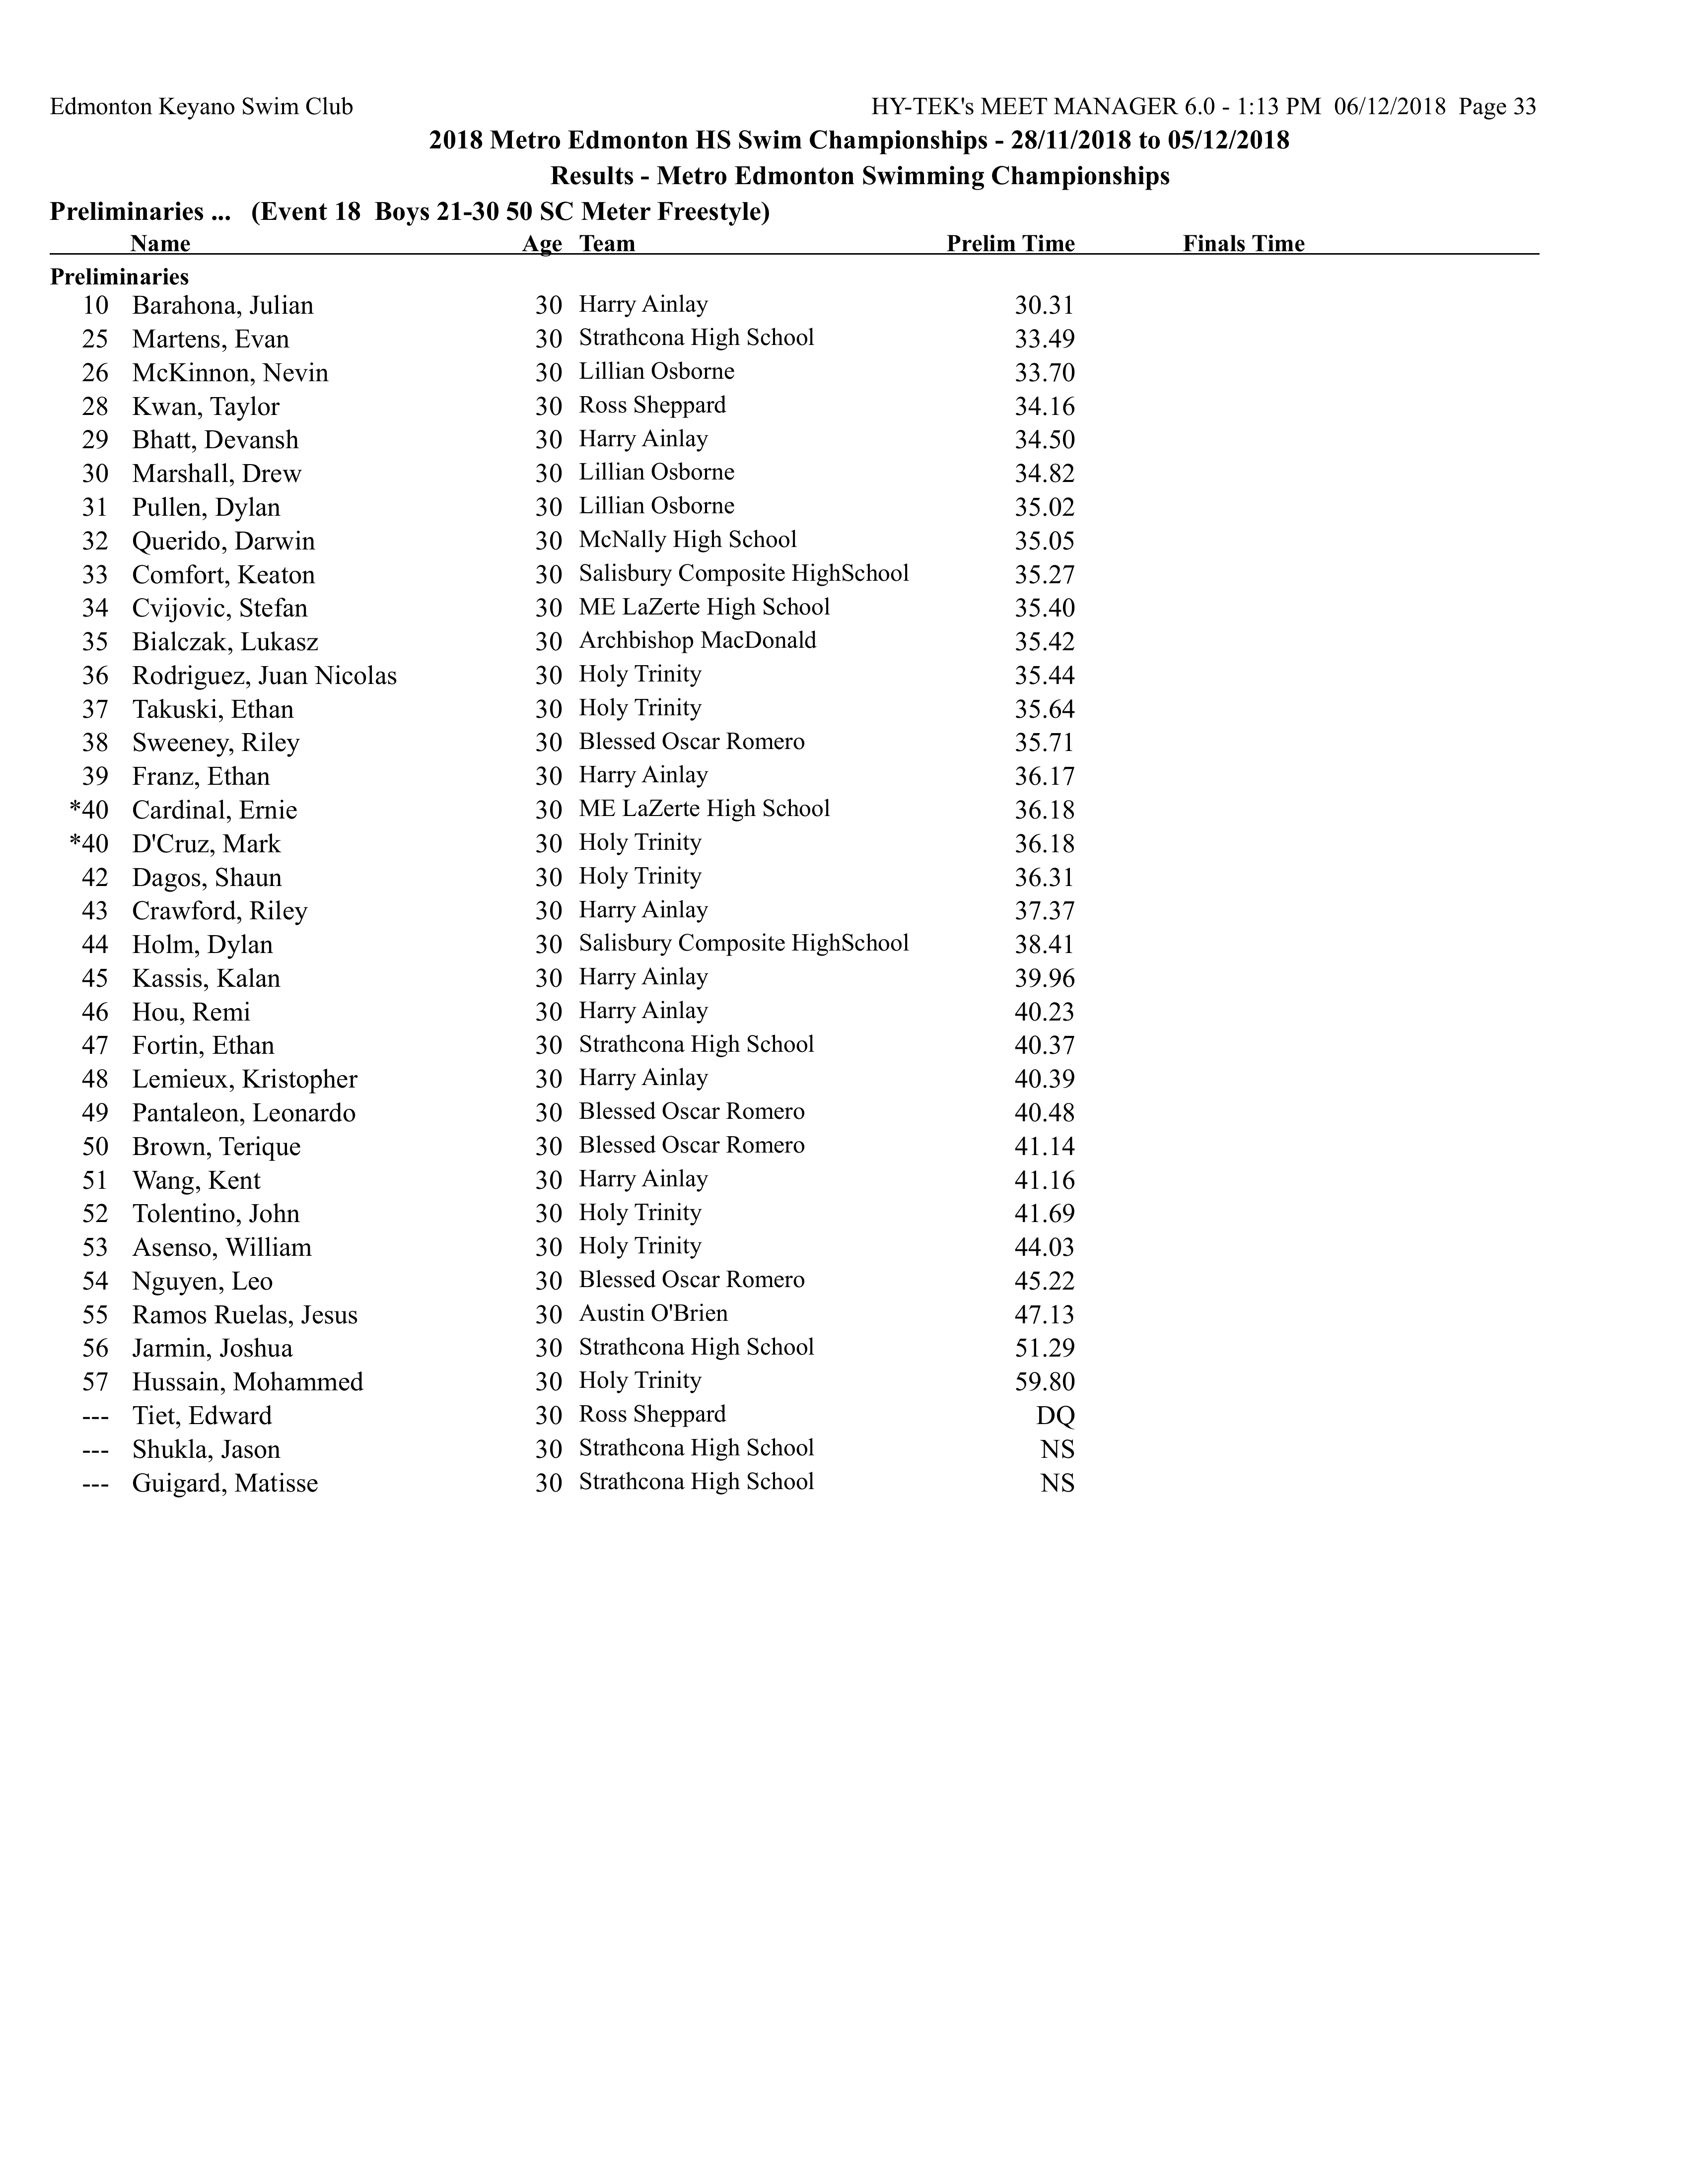 Edmonton Keyano Swim Club HY-TEK's MEET MANAGER 6.0 - 1:13 PM 06/12/2018 Page 33
2018 Metro Edmonton HS Swim Championships - 28/11/2018 to 05/12/2018
Results - Metro Edmonton Swimming Championships
Preliminaries ... (Event 18 Boys 21-30 50 SC Meter Freestyle)
Name Age Team Prelim Time Finals Time
Preliminaries
10 Barahona, Julian 30 Harry Ainlay 30.31
25 Martens, Evan 30 Strathcona High School 33.49
26 McKinnon, Nevin 30 Lillian Osborne 33.70
28 Kwan, Taylor 30 Ross Sheppard 34.16
29 Bhatt, Devansh 30 Harry Ainlay 34.50
30 Marshall, Drew 30 Lillian Osborne 34.82
31 Pullen, Dylan 30 Lillian Osborne 35.02
32 Querido, Darwin 30 McNally High School 35.05
33 Comfort, Keaton 30 Salisbury Composite HighSchool 35.27
34 Cvijovic, Stefan 30 ME LaZerte High School 35.40
35 Bialczak, Lukasz 30 Archbishop MacDonald 35.42
36 Rodriguez, Juan Nicolas 30 Holy Trinity 35.44
37 Takuski, Ethan 30 Holy Trinity 35.64
38 Sweeney, Riley 30 Blessed Oscar Romero 35.71
39 Franz, Ethan 30 Harry Ainlay 36.17
*40 Cardinal, Ernie 30 ME LaZerte High School 36.18
*40 D'Cruz, Mark 30 Holy Trinity 36.18
42 Dagos, Shaun 30 Holy Trinity 36.31
43 Crawford, Riley 30 Harry Ainlay 37.37
44 Holm, Dylan 30 Salisbury Composite HighSchool 38.41
45 Kassis, Kalan 30 Harry Ainlay 39.96
46 Hou, Remi 30 Harry Ainlay 40.23
47 Fortin, Ethan 30 Strathcona High School 40.37
48 Lemieux, Kristopher 30 Harry Ainlay 40.39
49 Pantaleon, Leonardo 30 Blessed Oscar Romero 40.48
50 Brown, Terique 30 Blessed Oscar Romero 41.14
51 Wang, Kent 30 Harry Ainlay 41.16
52 Tolentino, John 30 Holy Trinity 41.69
53 Asenso, William 30 Holy Trinity 44.03
54 Nguyen, Leo 30 Blessed Oscar Romero 45.22
55 Ramos Ruelas, Jesus 30 Austin O'Brien 47.13
56 Jarmin, Joshua 30 Strathcona High School 51.29
57 Hussain, Mohammed 30 Holy Trinity 59.80
--- Tiet, Edward 30 Ross Sheppard DQ
--- Shukla, Jason 30 Strathcona High School NS
--- Guigard, Matisse 30 Strathcona High School NS